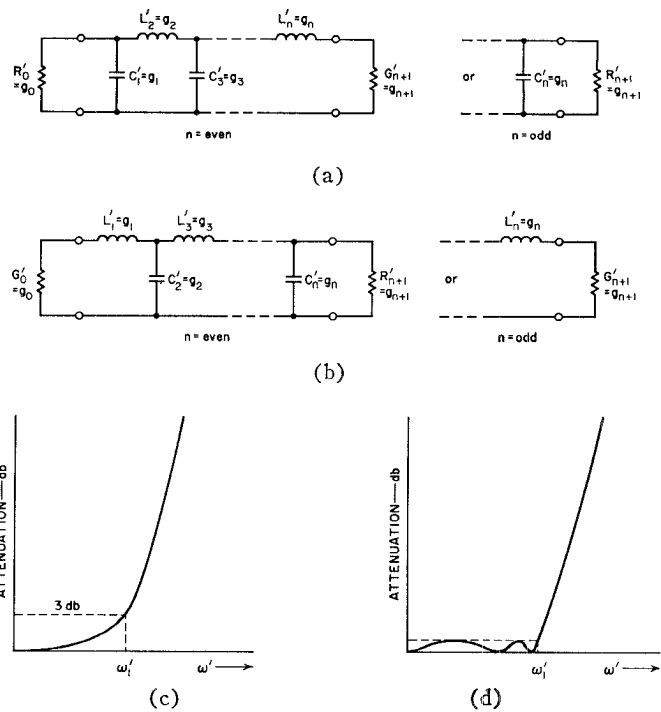 L'₂=g₂
L'ₙ=gₙ
R'₀
=g₀
C'₁=g₁
C'₃=g₃
G'ₙ₊₁
=gₙ₊₁
or
C'ₙ=gₙ
R'ₙ₊₁
=gₙ₊₁
n=even
n=odd
(a)
L'₁=g₁
L'₃=g₃
L'ₙ=gₙ
G'₀
=g₀
C'₂=g₂
C'ₙ=gₙ
R'ₙ₊₁
=gₙ₊₁
or
G'ₙ₊₁
=gₙ₊₁
n=even
n=odd
(b)
ATTENUATION—db
3 db
ω₁'
ω'
(c)
ATTENUATION—db
ω₁'
ω'
(d)